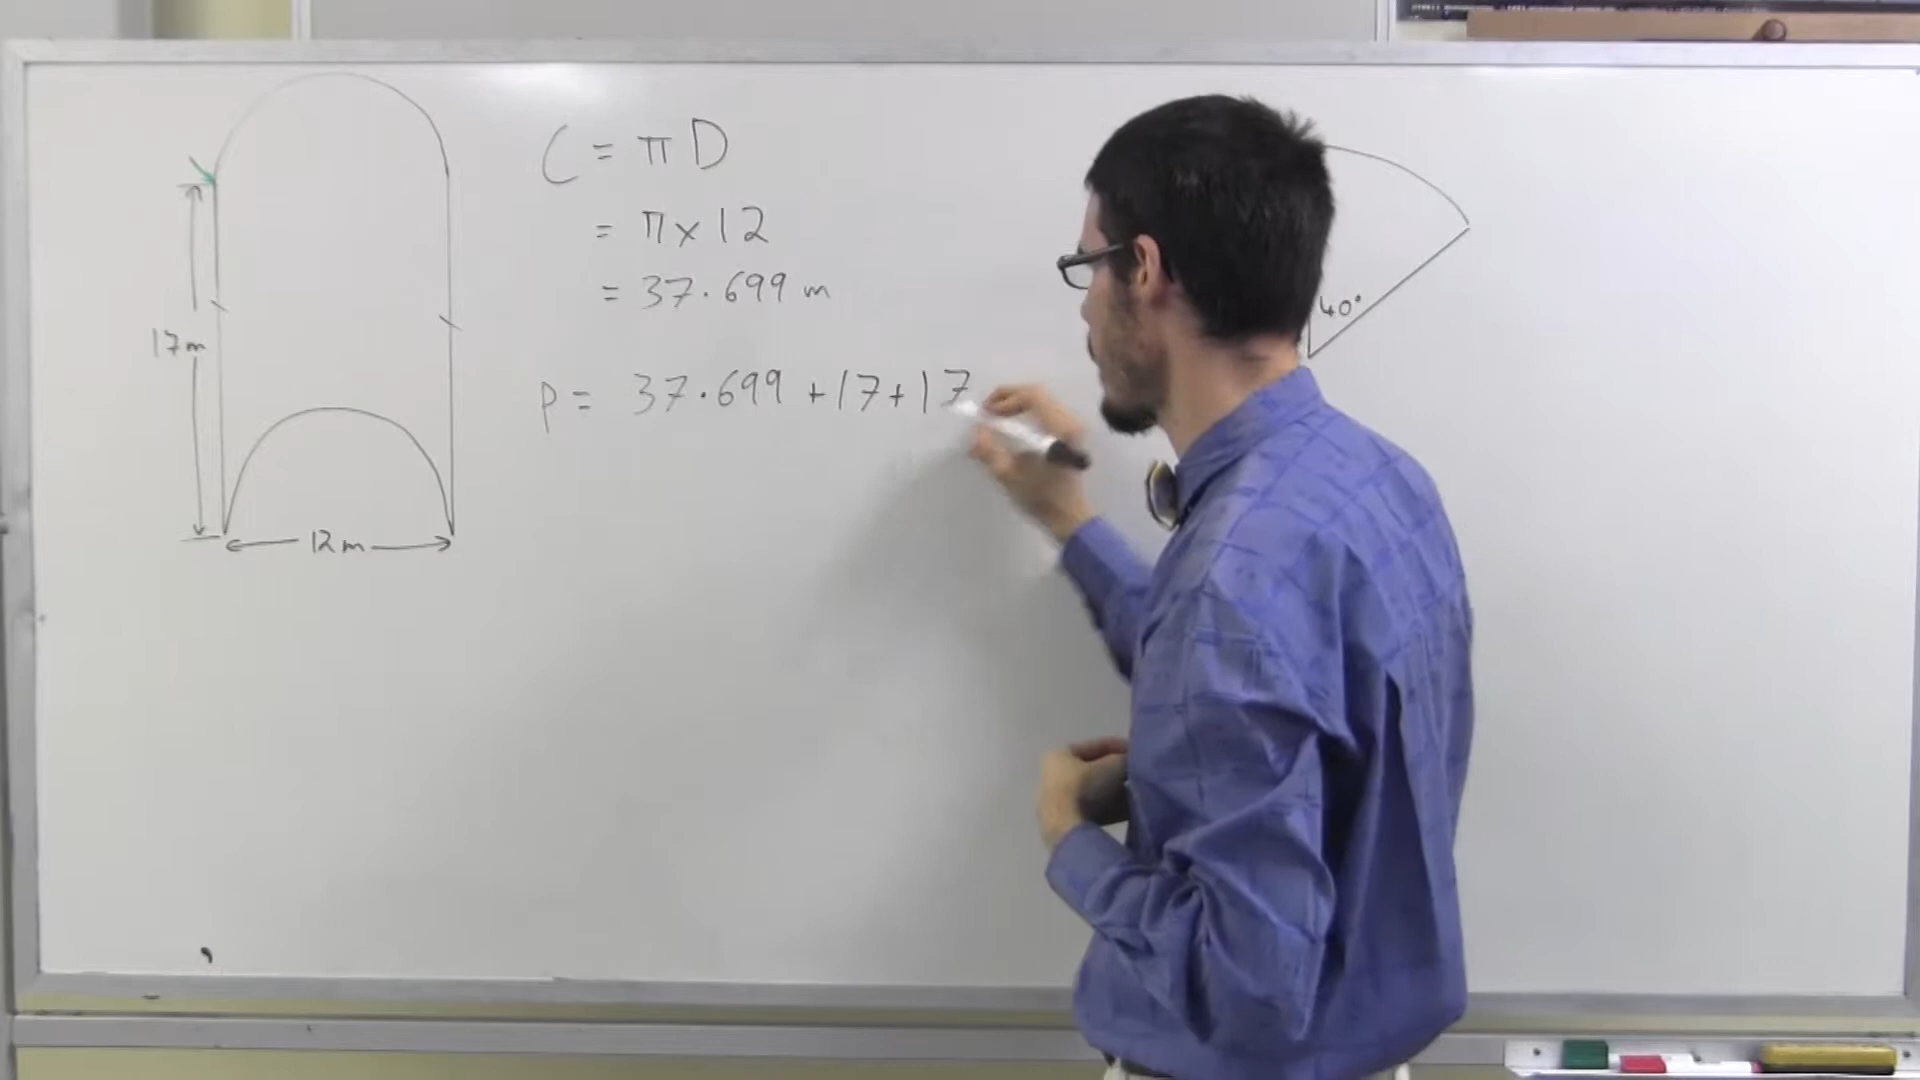 C = π D
= π × 12
= 37.699 m
P = 37.699 + 17 + 17
17m
12m
40°